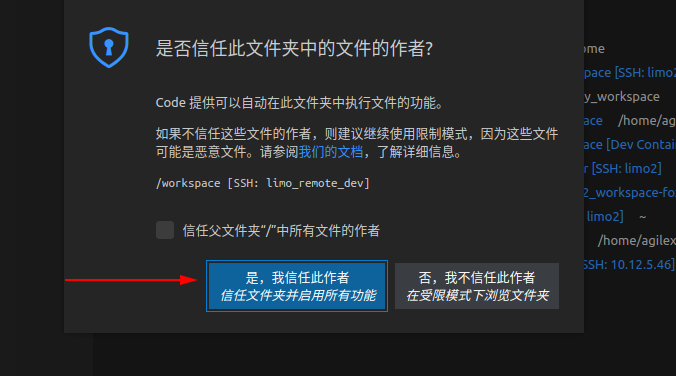 是否信任此文件夹中的文件的作者?
Code 提供可以自动在此文件夹中执行文件的功能。
如果不信任这些文件的作者，则建议继续使用限制模式，因为这些文件
可能是恶意文件。请参阅我们的文档，了解详细信息。
/workspace [SSH: limo_remote_dev]
信任父文件夹“/”中所有文件的作者
是，我信任此作者
信任文件夹并启用所有功能
否，我不信任此作者
在受限模式下浏览文件夹
ome
pace [SSH: limo2
y_workspace
ace /home/ag
ace [Dev Contain
r [SSH: limo2]
2_workspace-fo
limo2] ~
/home/agilex
SSH: 10.12.5.46]